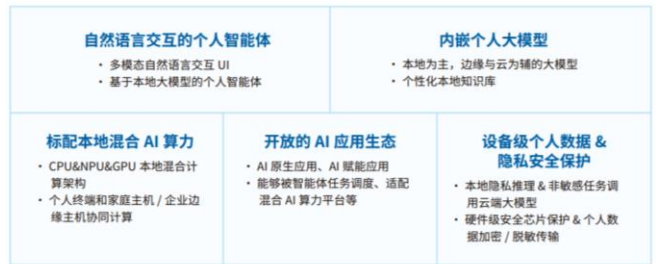 自然语言交互的个人智能体
· 多模态自然语言交互 UI
· 基于本地大模型的个人智能体
内嵌个人大模型
· 本地为主，边缘与云为辅的大模型
· 个性化本地知识库
标配本地混合 AI 算力
· CPU&NPU&GPU 本地混合计
算架构
· 个人终端和家庭主机 / 企业边
缘主机协同计算
开放的 AI 应用生态
· AI 原生应用、AI 赋能应用
· 能够被智能体任务调度、适配
混合 AI 算力平台等
设备级个人数据 &
隐私安全保护
· 本地隐私推理 & 非敏感任务调
用云端大模型
· 硬件级安全芯片保护 & 个人数
据加密 / 脱敏传输